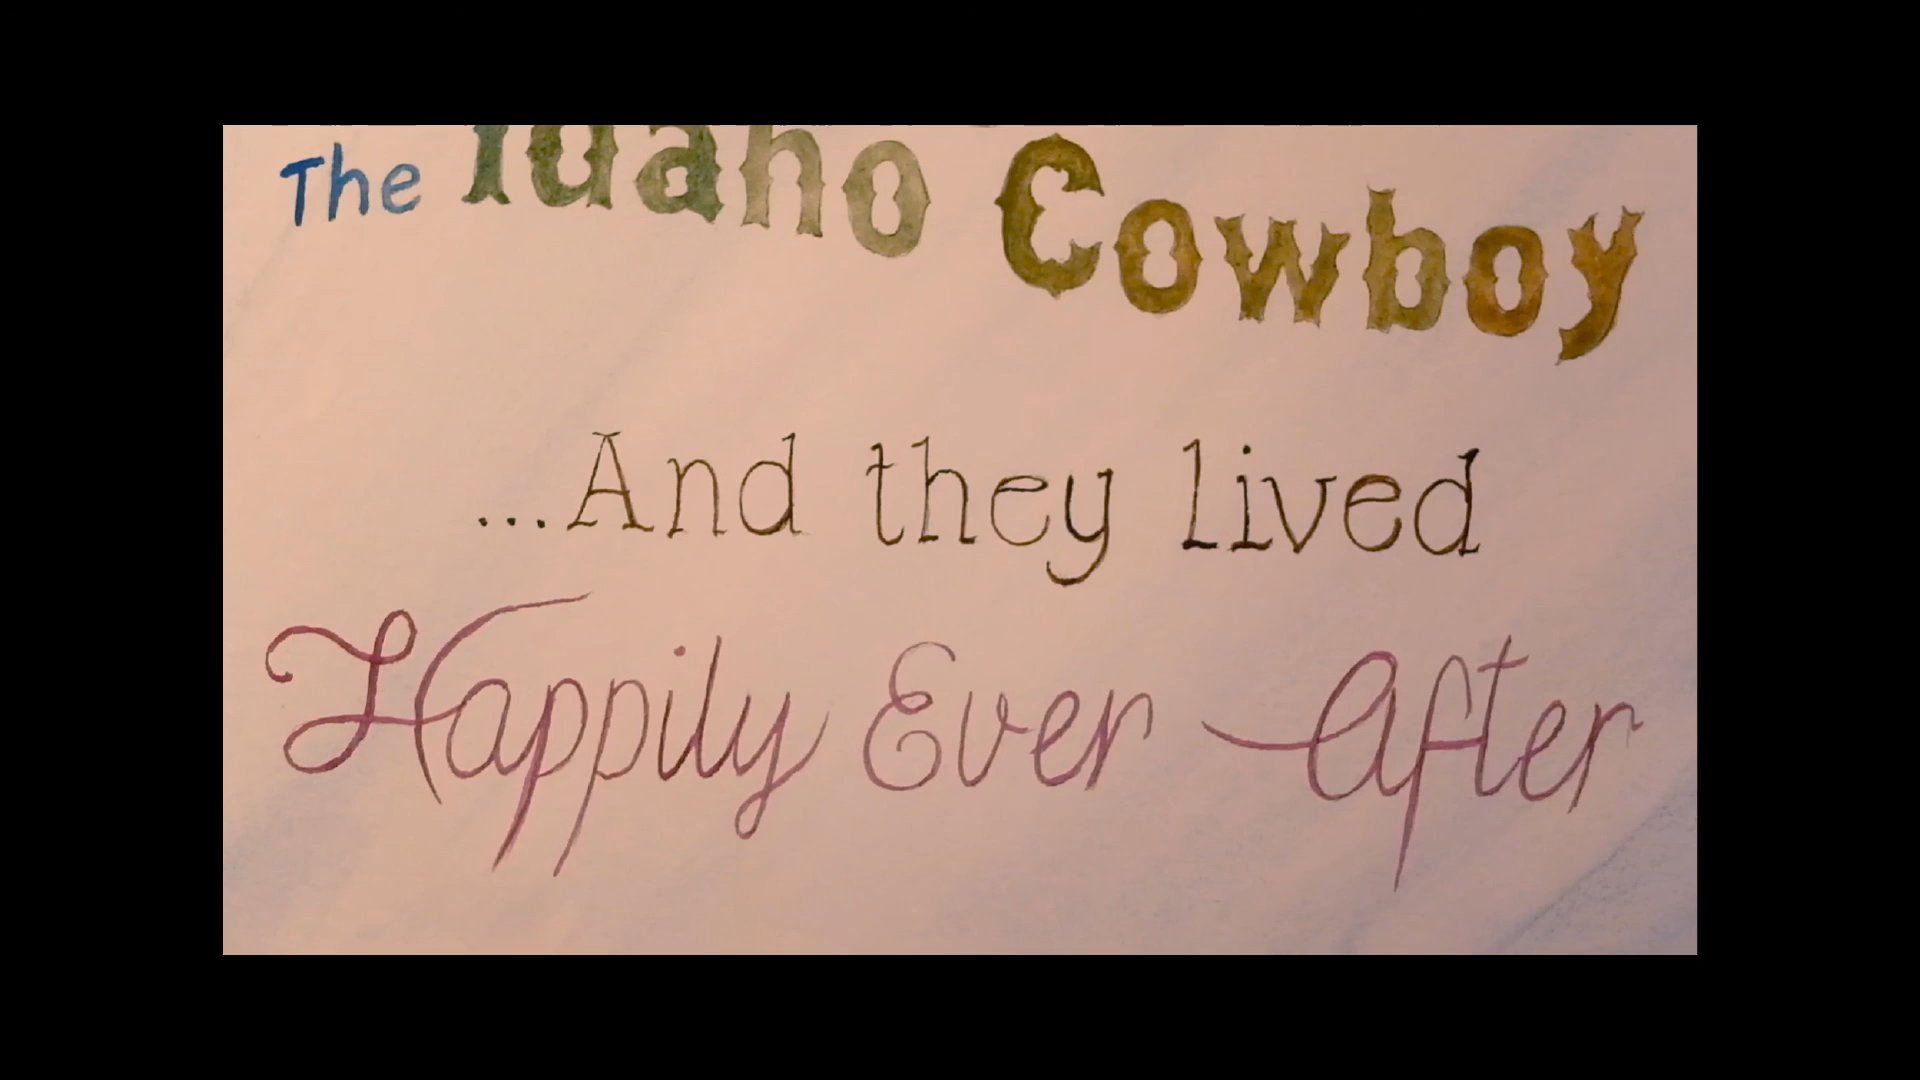 The Idaho Cowboy
...And they lived
Happily Ever After